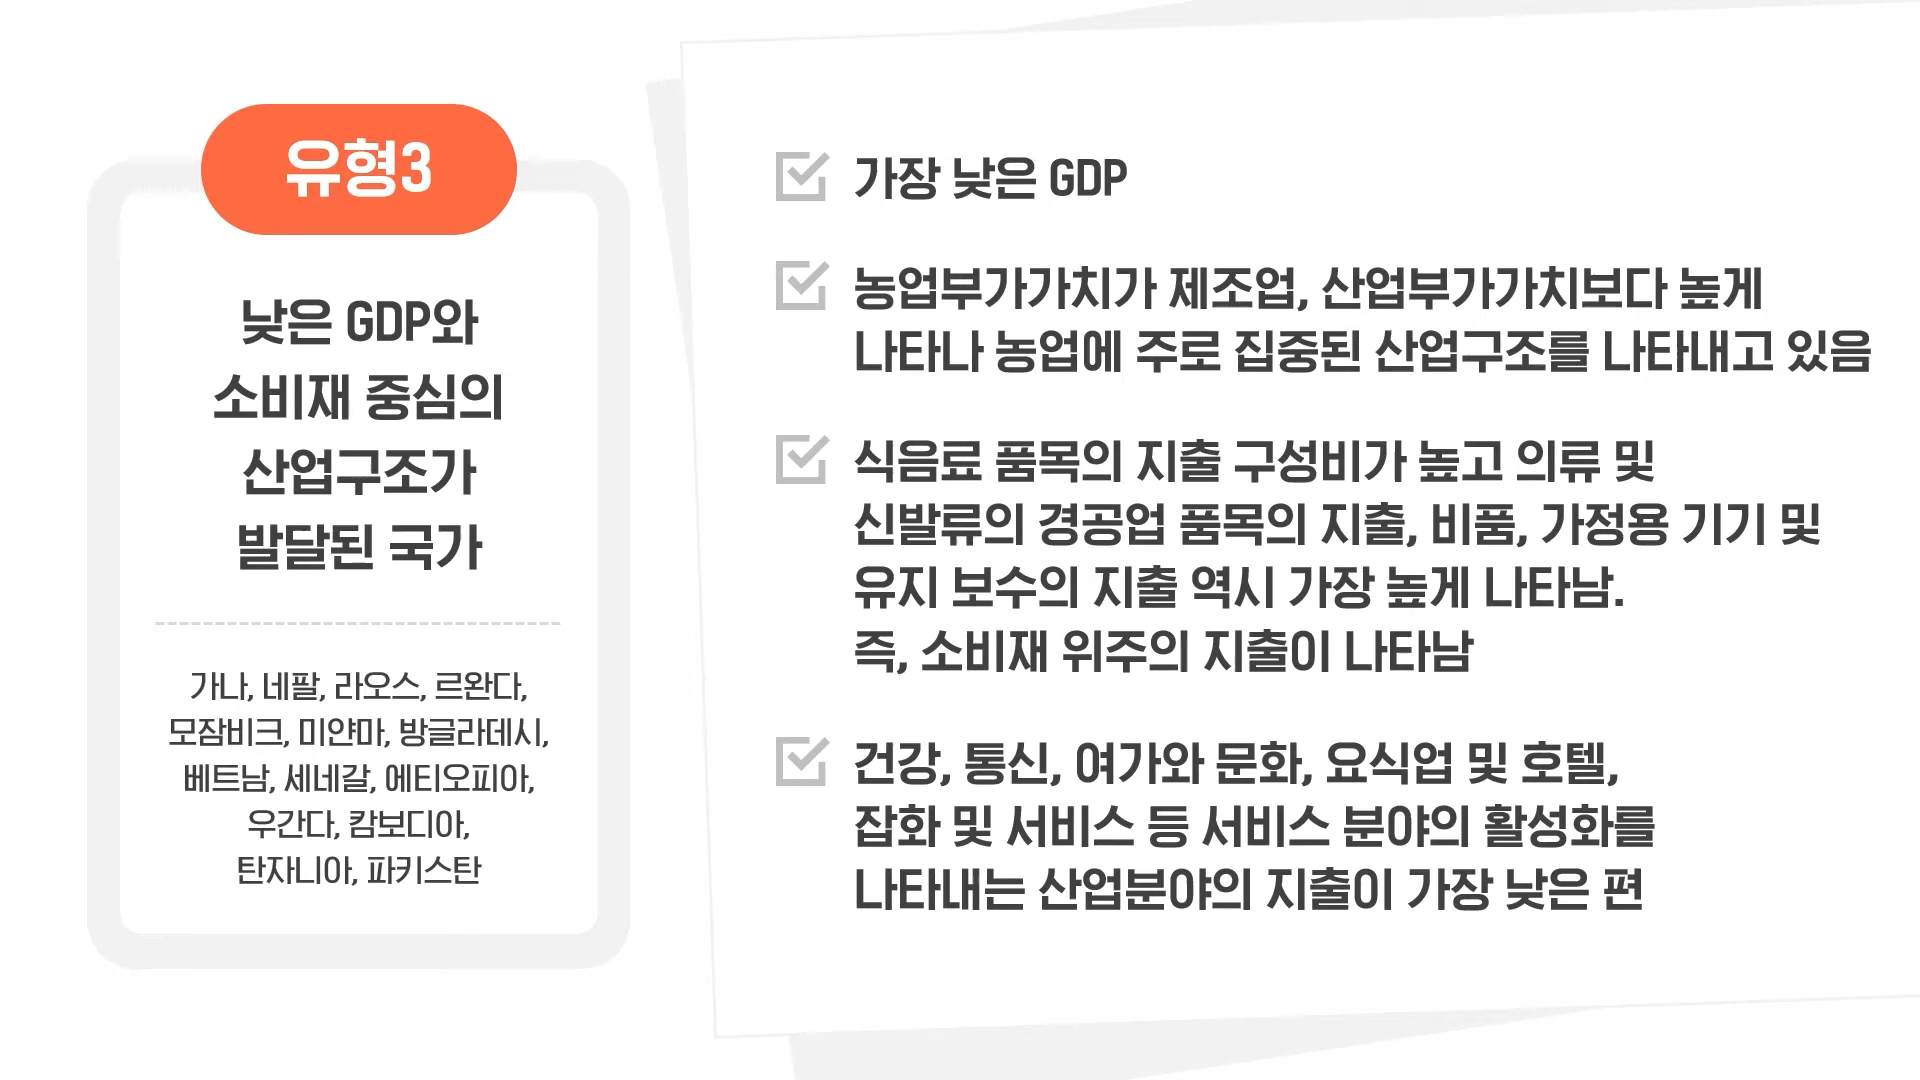 유형3
낮은 GDP와
소비재 중심의
산업구조가
발달된 국가
가나, 네팔, 라오스, 르완다,
모잠비크, 미얀마, 방글라데시,
베트남, 세네갈, 에티오피아,
우간다, 캄보디아,
탄자니아, 파키스탄
가장 낮은 GDP
농업부가가치가 제조업, 산업부가가치보다 높게
나타나 농업에 주로 집중된 산업구조를 나타내고 있음
식음료 품목의 지출 구성비가 높고 의류 및
신발류의 경공업 품목의 지출, 비품, 가정용 기기 및
유지 보수의 지출 역시 가장 높게 나타남.
즉, 소비재 위주의 지출이 나타남
건강, 통신, 여가와 문화, 요식업 및 호텔,
잡화 및 서비스 등 서비스 분야의 활성화를
나타내는 산업분야의 지출이 가장 낮은 편